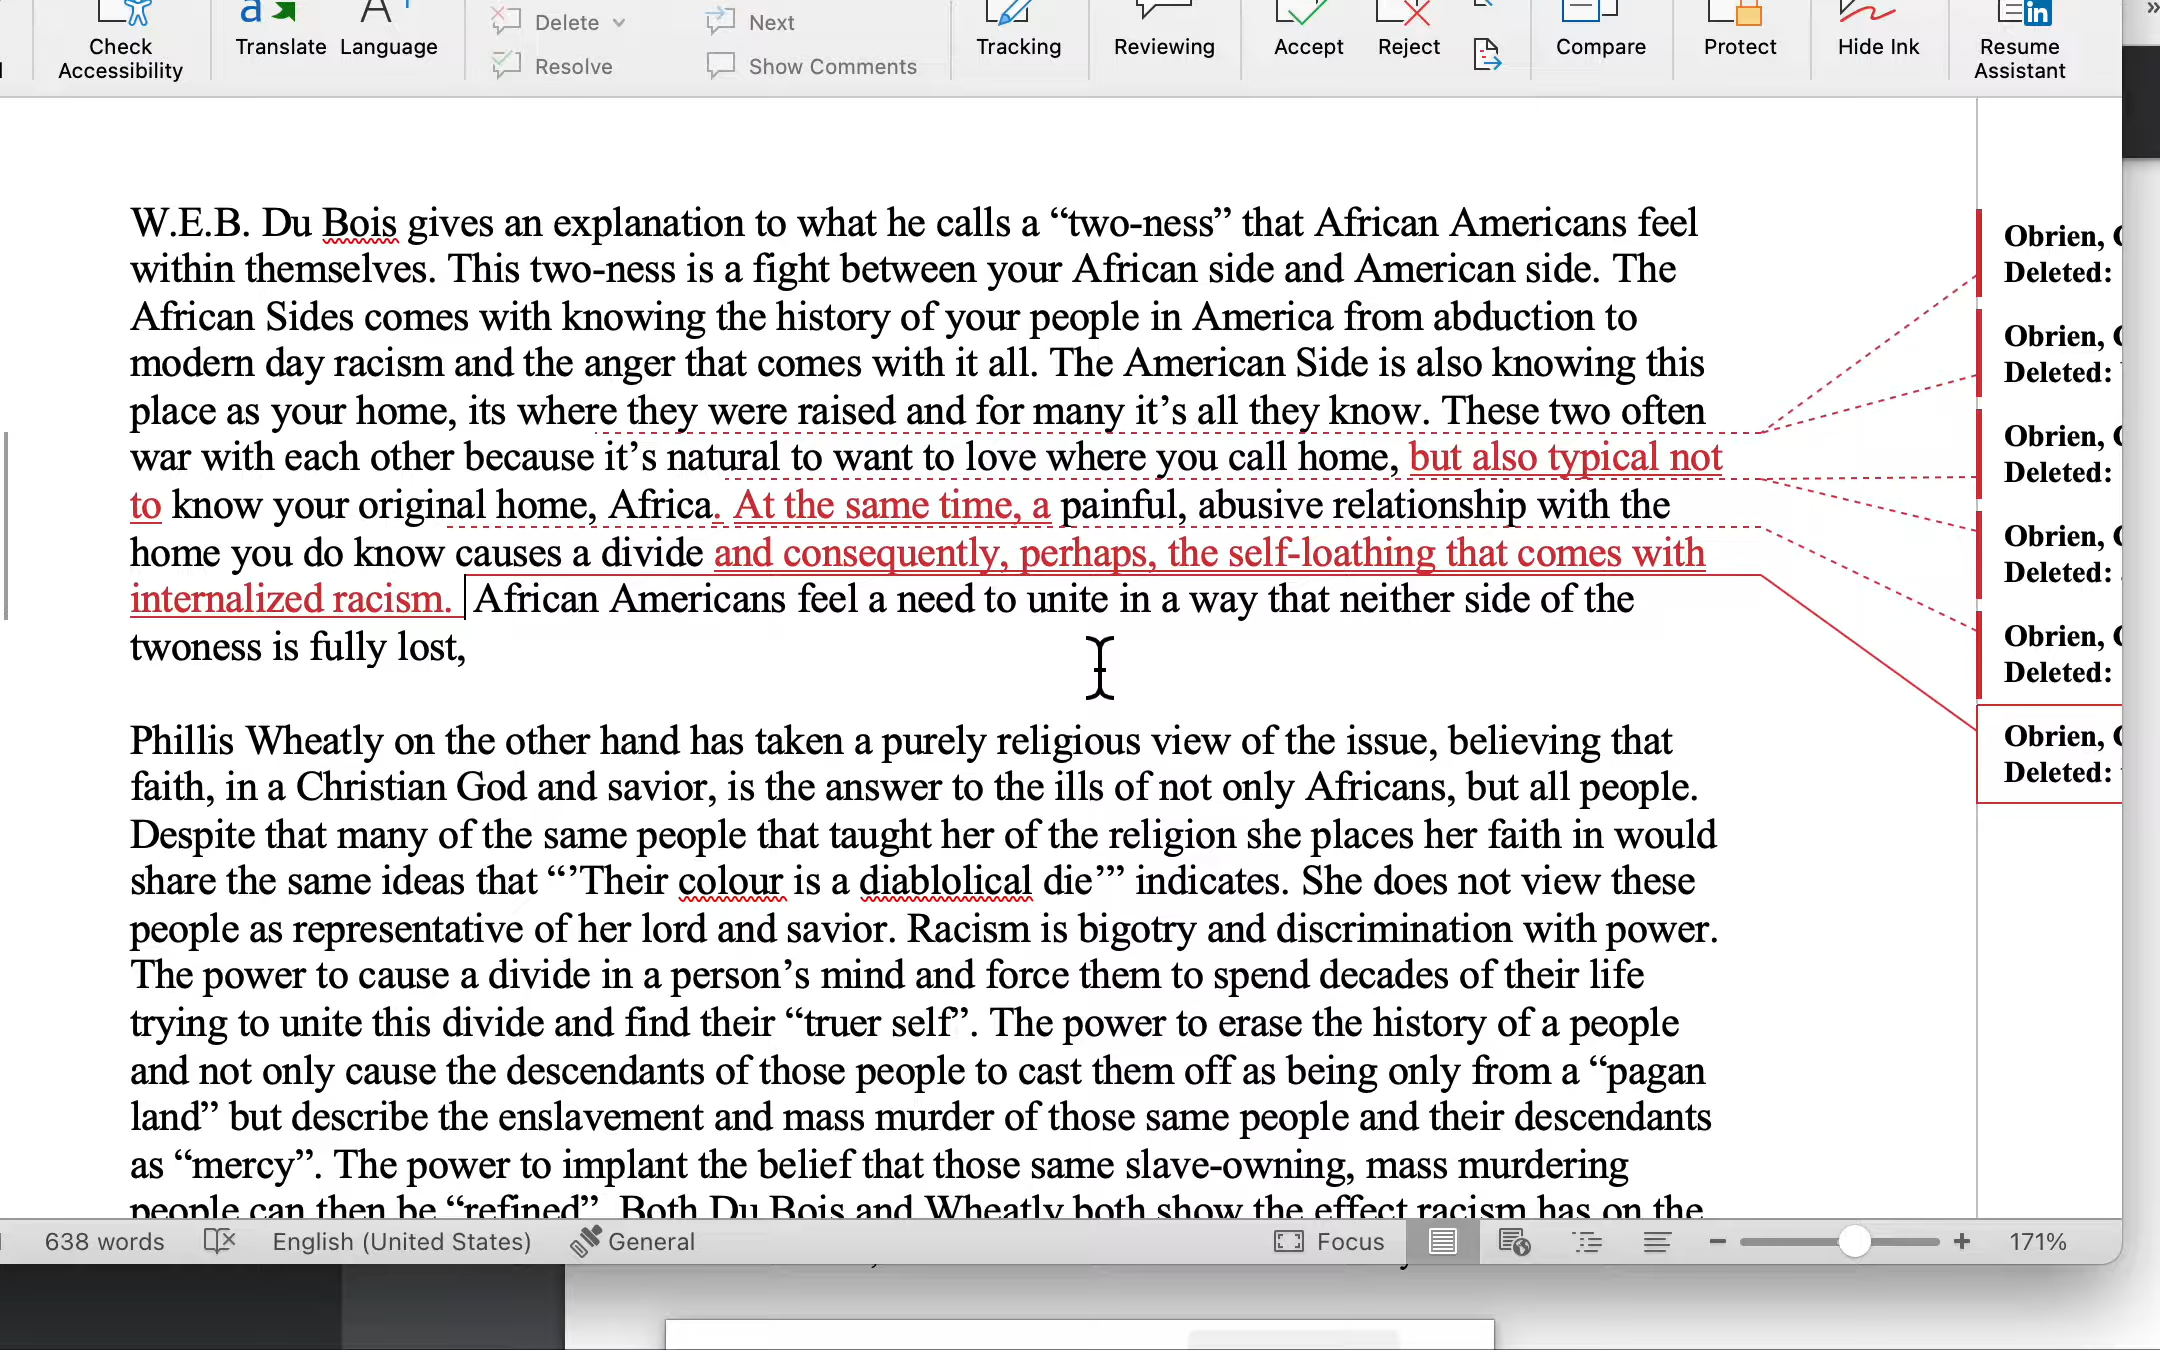 Check
Accessibility
Translate
Language
Delete
Resolve
Next
Show Comments
Tracking
Reviewing
Accept
Reject
Compare
Protect
Hide Ink
Resume
Assistant
W.E.B. Du Bois gives an explanation to what he calls a “two-ness” that African Americans feel
within themselves. This two-ness is a fight between your African side and American side. The
African Sides comes with knowing the history of your people in America from abduction to
modern day racism and the anger that comes with it all. The American Side is also knowing this
place as your home, its where they were raised and for many it’s all they know. These two often
war with each other because it’s natural to want to love where you call home, but also typical not
to know your original home, Africa. At the same time, a painful, abusive relationship with the
home you do know causes a divide and consequently, perhaps, the self-loathing that comes with
internalized racism. African Americans feel a need to unite in a way that neither side of the
twoness is fully lost,
Phillis Wheatly on the other hand has taken a purely religious view of the issue, believing that
faith, in a Christian God and savior, is the answer to the ills of not only Africans, but all people.
Despite that many of the same people that taught her of the religion she places her faith in would
share the same ideas that “’Their colour is a diablolical die’” indicates. She does not view these
people as representative of her lord and savior. Racism is bigotry and discrimination with power.
The power to cause a divide in a person’s mind and force them to spend decades of their life
trying to unite this divide and find their “truer self”. The power to erase the history of a people
and not only cause the descendants of those people to cast them off as being only from a “pagan
land” but describe the enslavement and mass murder of those same people and their descendants
as “mercy”. The power to implant the belief that those same slave-owning, mass murdering
people can then be “refined”. Both Du Bois and Wheatly both show the effect racism has on the
Obrien,
Deleted:
Obrien,
Deleted:
Obrien,
Deleted:
Obrien,
Deleted:
Obrien,
Deleted:
Obrien,
Deleted:
638 words
English (United States)
General
Focus
171%